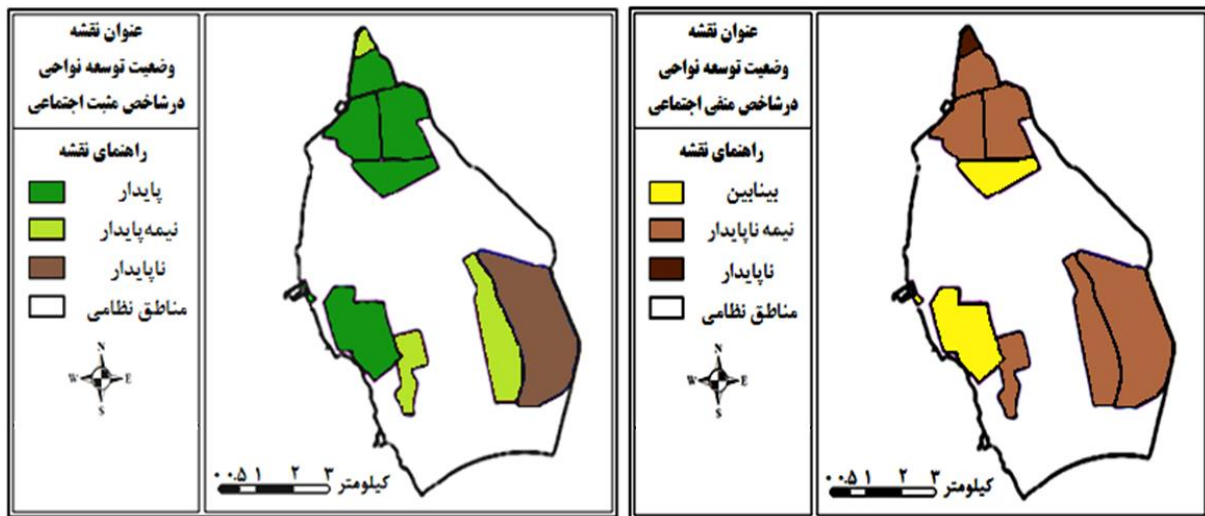 عنوان نقشه
وضعیت توسعه نواحی
درشاخص مثبت اجتماعی
راهنمای نقشه
پایدار
نیمه پایدار
ناپایدار
مناطق نظامی
N
W E
S
۰ ۰.۵ ۱ ۲ ۳ کیلومتر
عنوان نقشه
وضعیت توسعه نواحی
درشاخص منفی اجتماعی
راهنمای نقشه
بینابین
نیمه ناپایدار
ناپایدار
مناطق نظامی
N
W E
S
۰ ۰.۵ ۱ ۲ ۳ کیلومتر